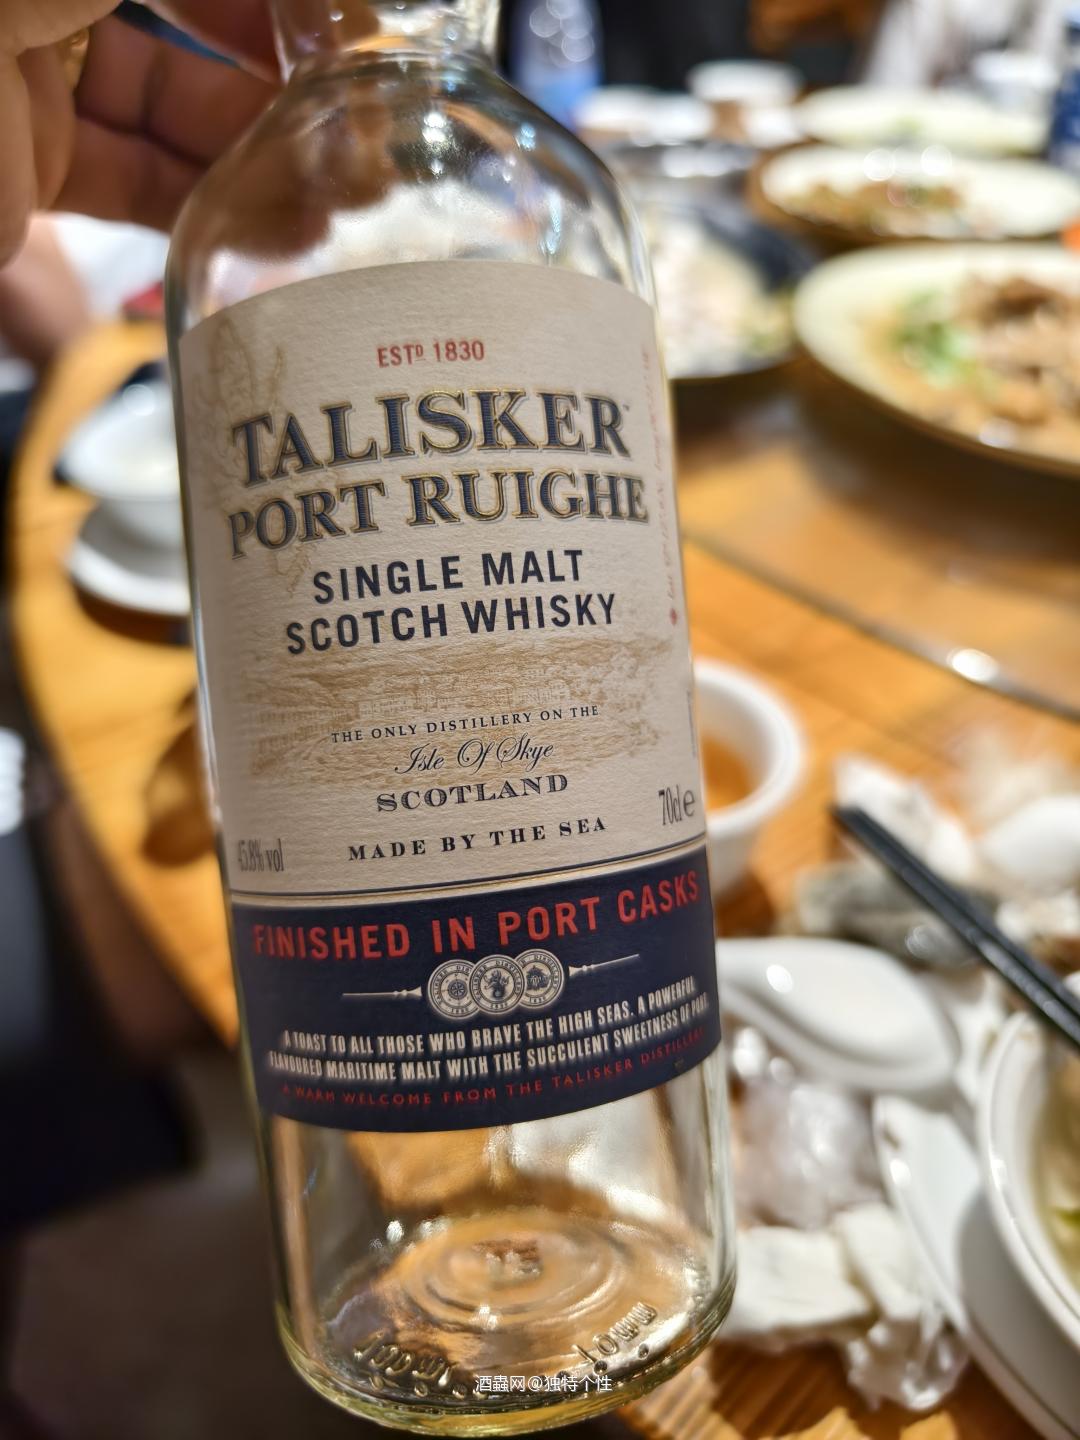 ESTD 1830
TALISKER
PORT RUIGHE
SINGLE MALT
SCOTCH WHISKY
THE ONLY DISTILLERY ON THE
Isle Of Skye
SCOTLAND
45.8% vol
MADE BY THE SEA
70cl e
FINISHED IN PORT CASKS
A TOAST TO ALL THOSE WHO BRAVE THE HIGH SEAS. A POWERFUL
FLAVOURED MARITIME MALT WITH THE SUCCULENT SWEETNESS OF PORT.
A WARM WELCOME FROM THE TALISKER DISTILLERY
酒蟲网@独特个性